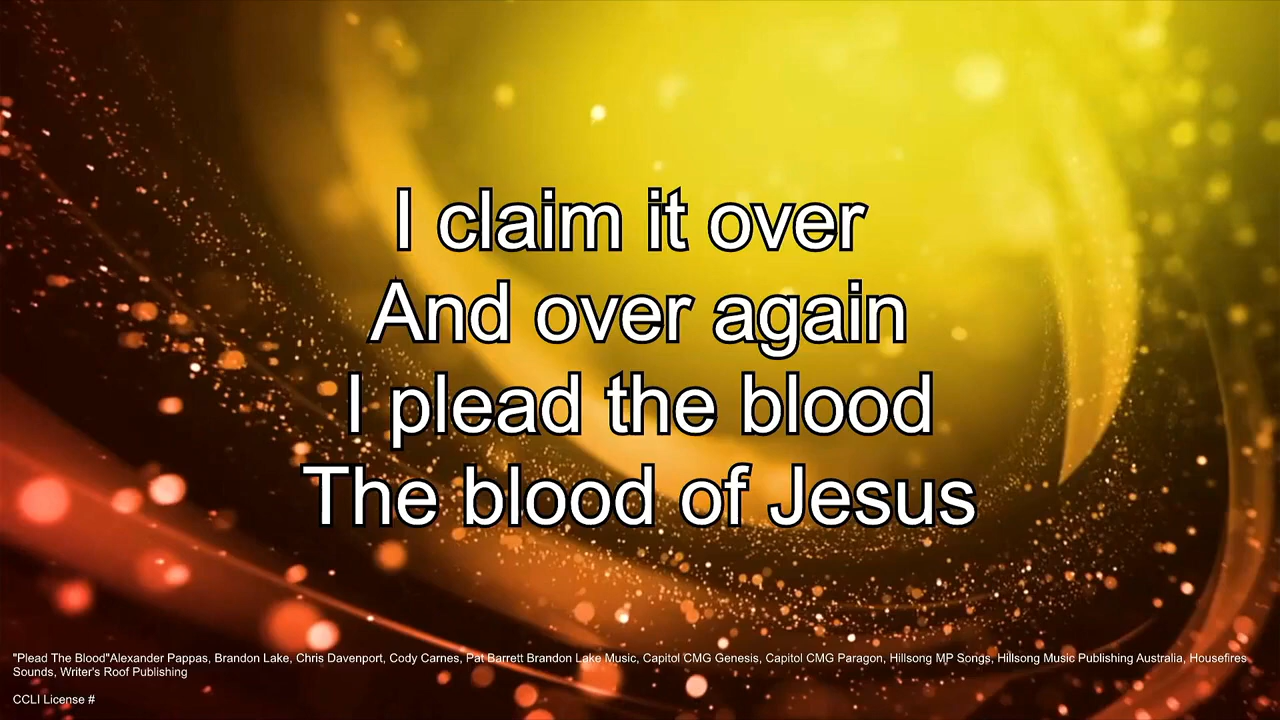 I claim it over
And over again
I plead the blood
The blood of Jesus
"Plead The Blood"Alexander Pappas, Brandon Lake, Chris Davenport, Cody Carnes, Pat Barrett Brandon Lake Music, Capitol CMG Genesis, Capitol CMG Paragon, Hillsong MP Songs, Hillsong Music Publishing Australia, Housefires
Sounds, Writer's Roof Publishing
CCLI License #